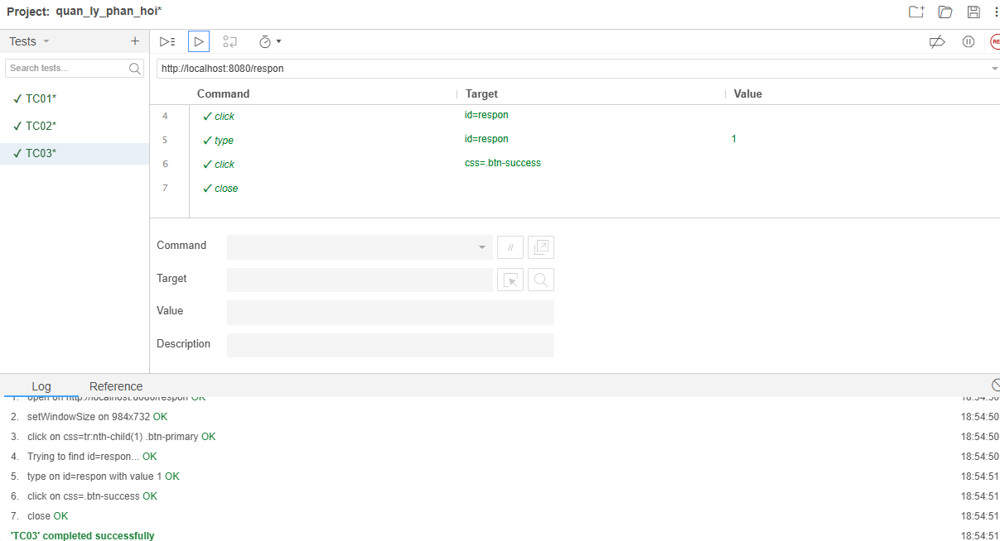 Project: quan_ly_phan_hoi*
Tests
Search tests...
TC01*
TC02*
TC03*
http://localhost:8080/respon
Command Target Value
4 click id=respon
5 type id=respon 1
6 click css=.btn-success
7 close
Command //
Target
Value
Description
Log Reference
1. open on http://localhost:8080/respon OK 18:54:50
2. setWindowSize on 984x732 OK 18:54:50
3. click on css=tr:nth-child(1) .btn-primary OK 18:54:50
4. Trying to find id=respon... OK 18:54:50
5. type on id=respon with value 1 OK 18:54:51
6. click on css=.btn-success OK 18:54:51
7. close OK 18:54:51
'TC03' completed successfully 18:54:51